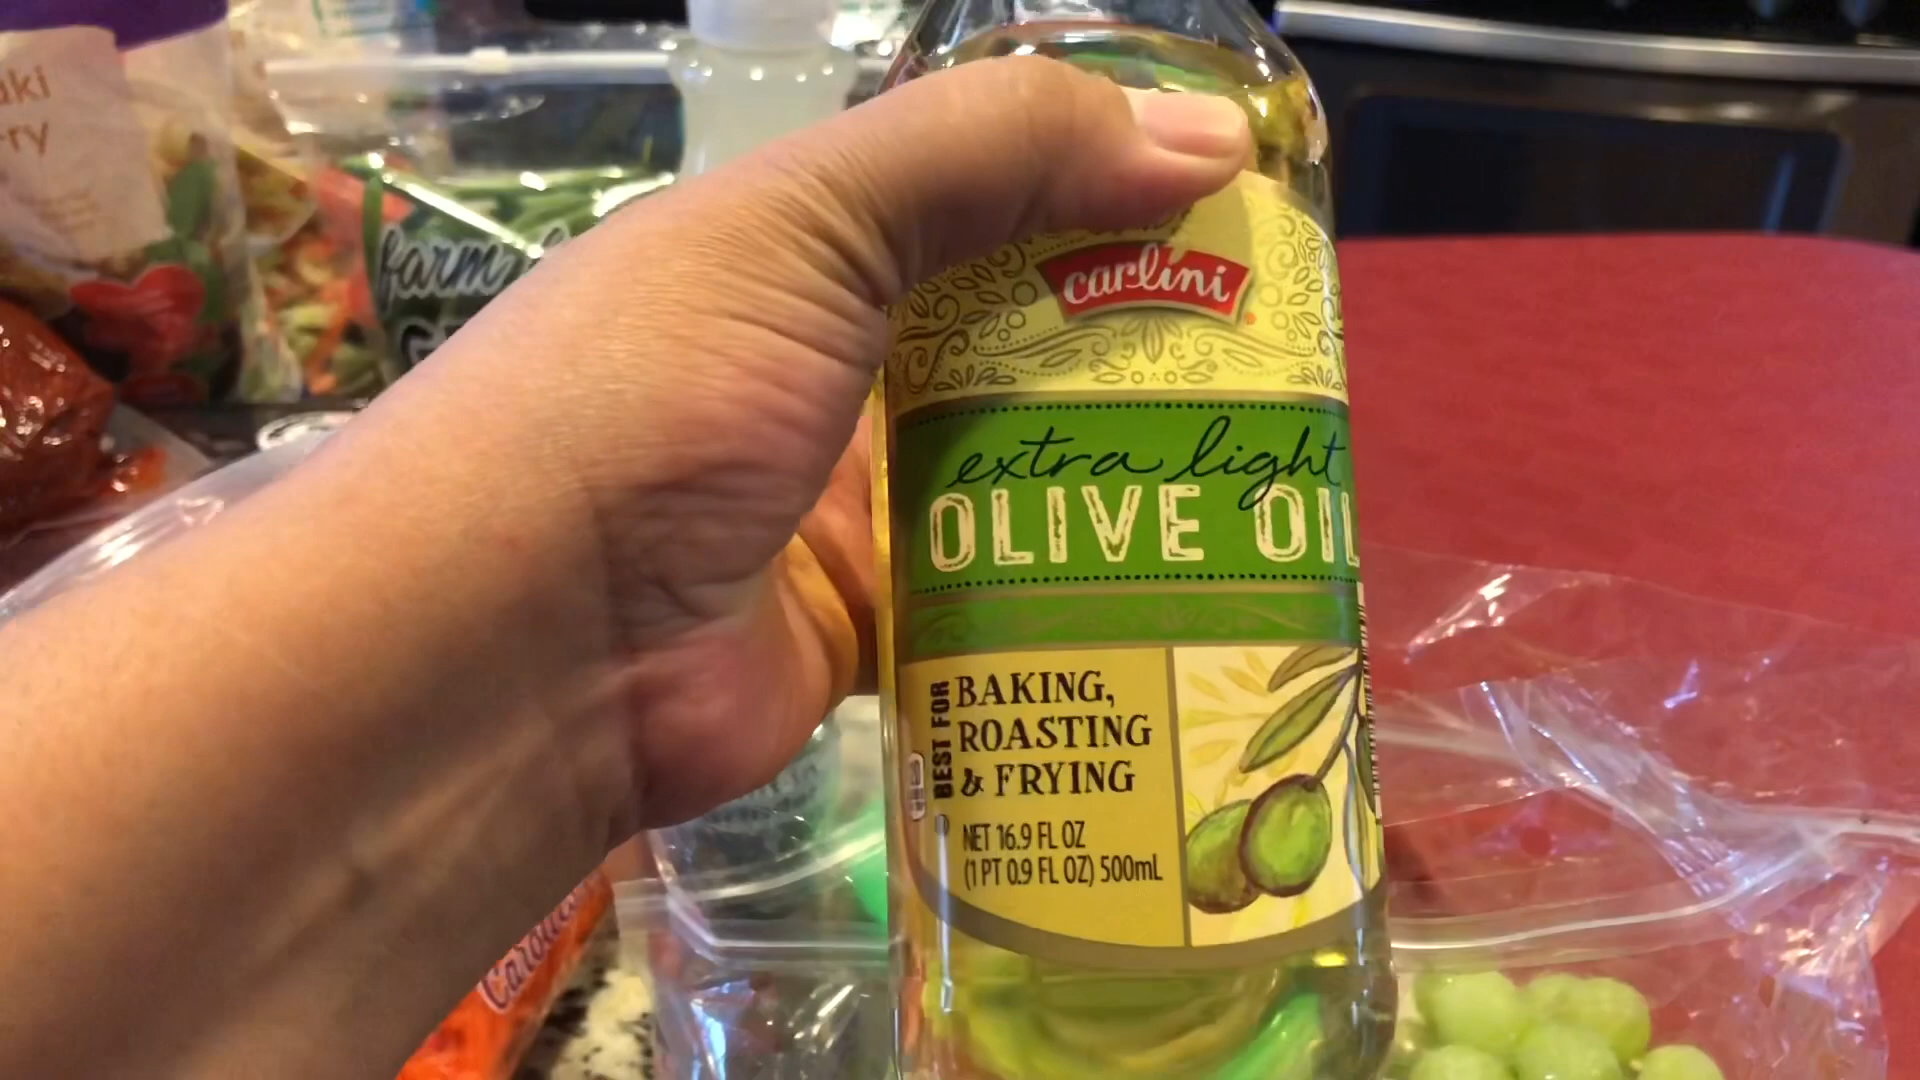 carlini
extra light
OLIVE OIL
BEST FOR
BAKING,
ROASTING
& FRYING
NET 16.9 FL OZ
(1 PT 0.9 FL OZ) 500mL
farm